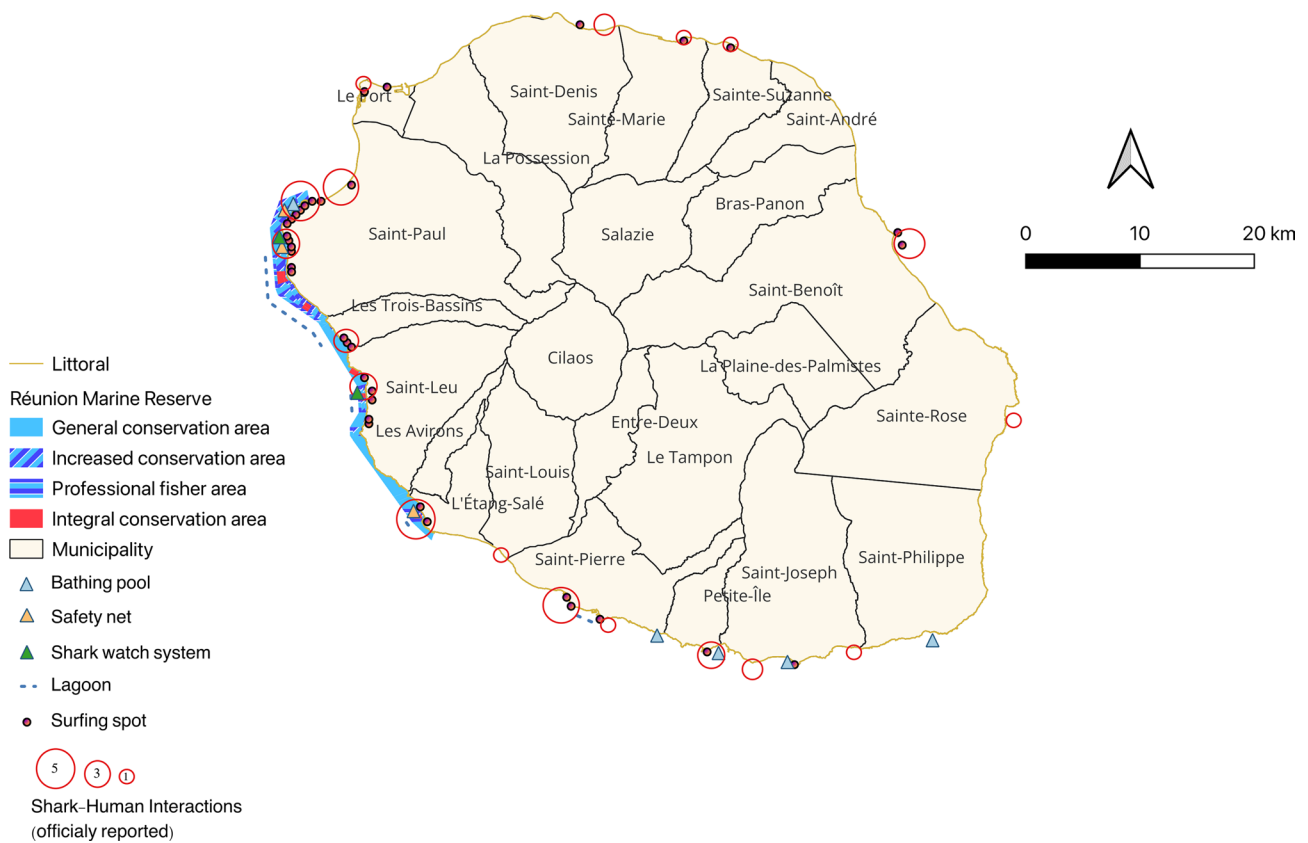 Saint-Denis
Sainte-Marie
Sainte-Suzanne
Saint-André
Le Port
La Possession
Bras-Panon
Saint-Paul
Salazie
0 10 20 km
Saint-Benoît
Les Trois-Bassins
Cilaos
La Plaine-des-Palmistes
Saint-Leu
Sainte-Rose
Entre-Deux
Les Avirons
Le Tampon
Saint-Louis
L'Étang-Salé
Saint-Pierre
Saint-Philippe
Saint-Joseph
Petite-Île
Littoral
Réunion Marine Reserve
General conservation area
Increased conservation area
Professional fisher area
Integral conservation area
Municipality
Bathing pool
Safety net
Shark watch system
Lagoon
Surfing spot
5 3 1
Shark-Human Interactions
(officialy reported)